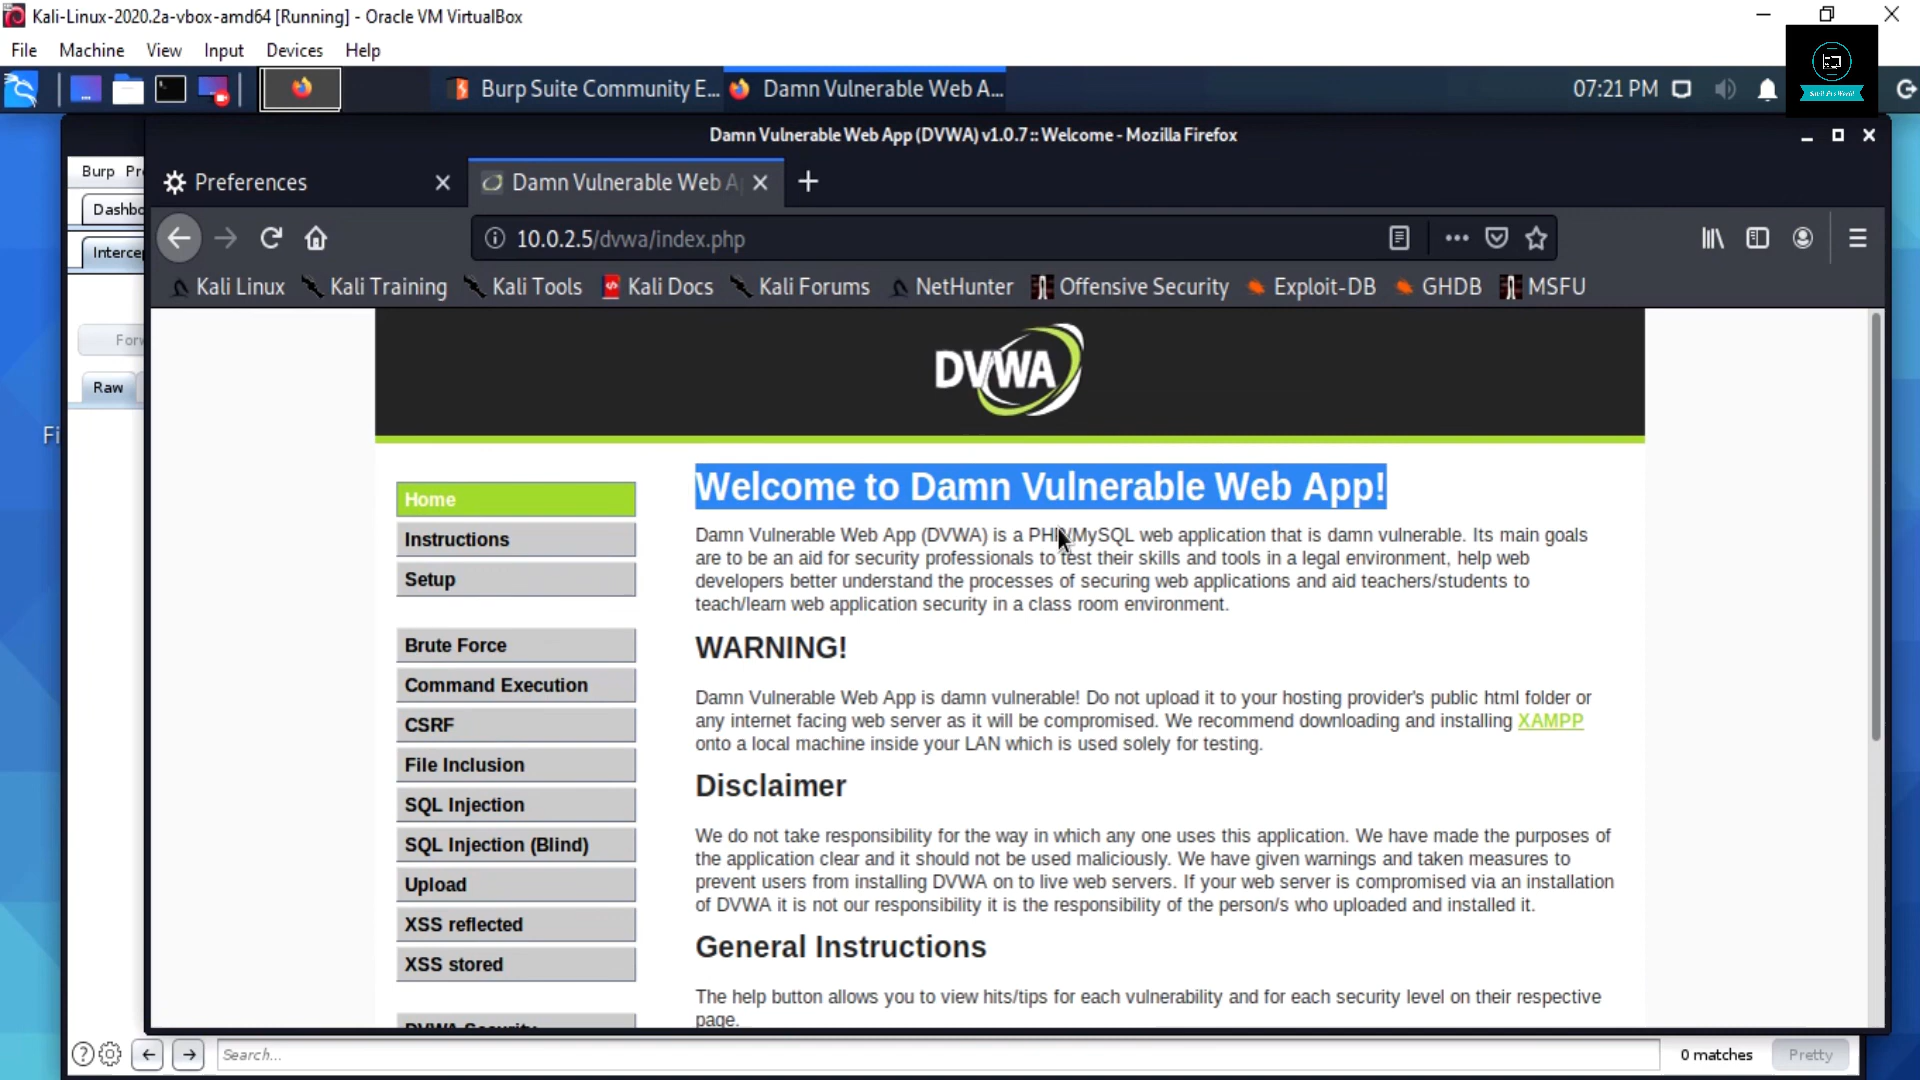 Kali-Linux-2020.2a-vbox-amd64 [Running] - Oracle VM VirtualBox
File Machine View Input Devices Help
Burp Suite Community E... Damn Vulnerable Web A... 07:21 PM
Damn Vulnerable Web App (DVWA) v1.0.7 :: Welcome - Mozilla Firefox
Burp
Preferences Damn Vulnerable Web A
10.0.2.5/dvwa/index.php
Kali Linux Kali Training Kali Tools Kali Docs Kali Forums NetHunter Offensive Security Exploit-DB GHDB MSFU
Raw
DVWA
Home
Instructions
Setup
Brute Force
Command Execution
CSRF
File Inclusion
SQL Injection
SQL Injection (Blind)
Upload
XSS reflected
XSS stored
DVWA Security
Welcome to Damn Vulnerable Web App!
Damn Vulnerable Web App (DVWA) is a PHP/MySQL web application that is damn vulnerable. Its main goals
are to be an aid for security professionals to test their skills and tools in a legal environment, help web
developers better understand the processes of securing web applications and aid teachers/students to
teach/learn web application security in a class room environment.
WARNING!
Damn Vulnerable Web App is damn vulnerable! Do not upload it to your hosting provider's public html folder or
any internet facing web server as it will be compromised. We recommend downloading and installing XAMPP
onto a local machine inside your LAN which is used solely for testing.
Disclaimer
We do not take responsibility for the way in which any one uses this application. We have made the purposes of
the application clear and it should not be used maliciously. We have given warnings and taken measures to
prevent users from installing DVWA on to live web servers. If your web server is compromised via an installation
of DVWA it is not our responsibility it is the responsibility of the person/s who uploaded and installed it.
General Instructions
The help button allows you to view hits/tips for each vulnerability and for each security level on their respective
page.
Search...
0 matches
Pretty